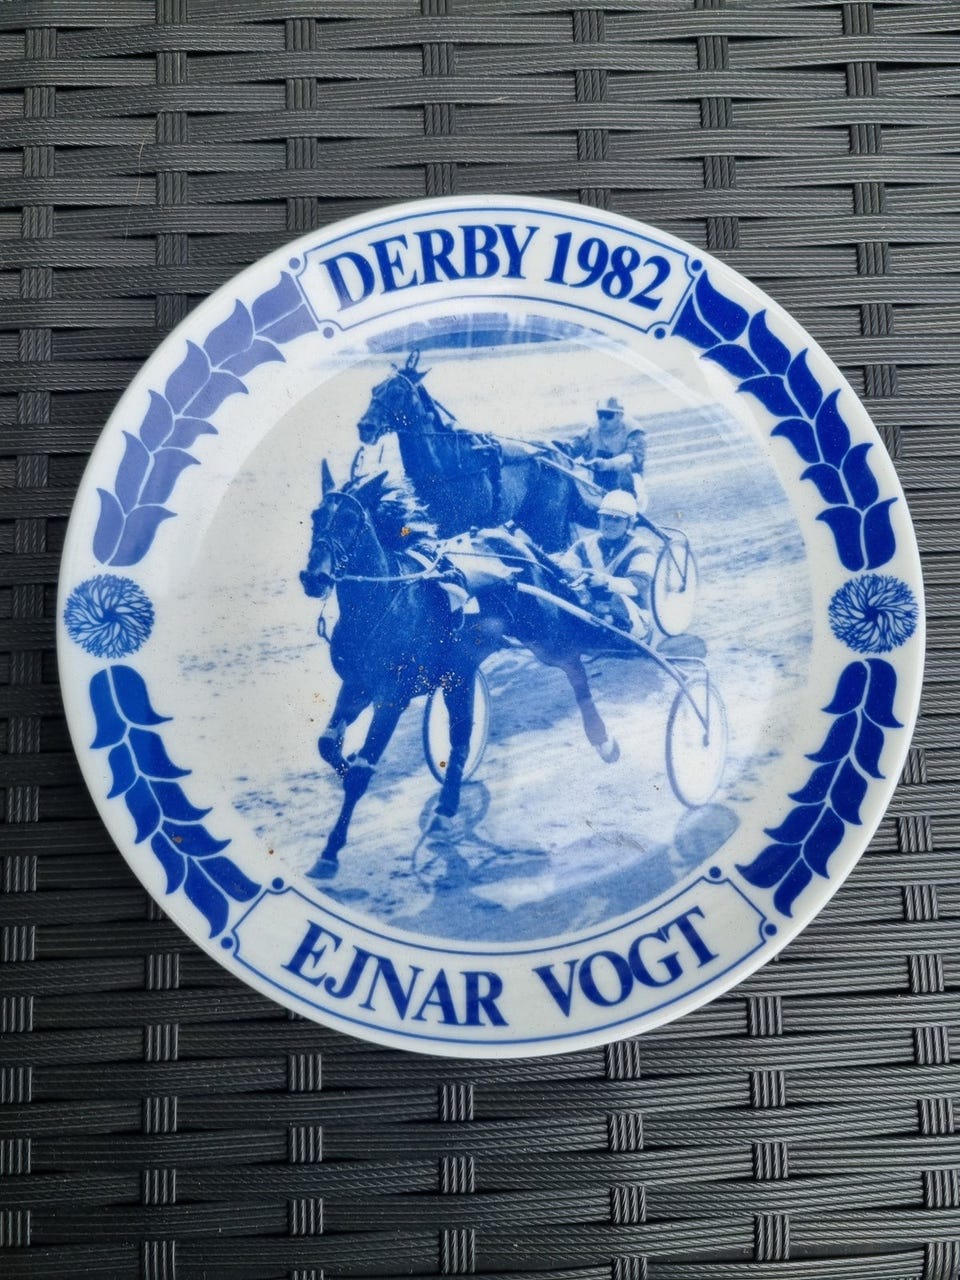 DERBY 1982
EJNAR VOGT